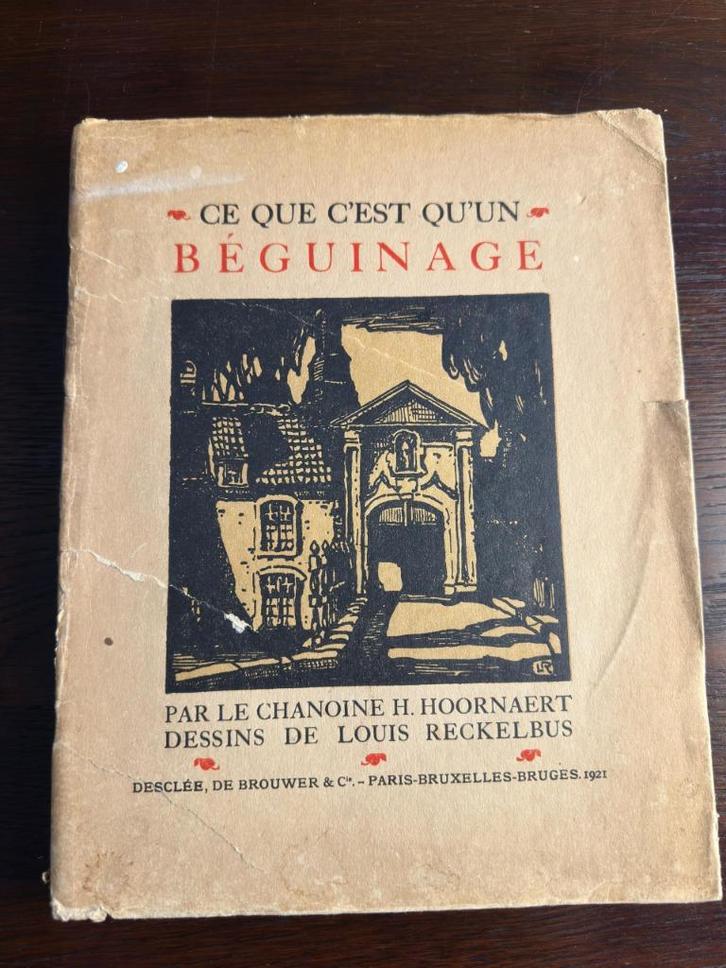 CE QUE C'EST QU'UN
BÉGUINAGE
LR
PAR LE CHANOINE H. HOORNAERT
DESSINS DE LOUIS RECKELBUS
DESCLÉE, DE BROUWER & Cie. – PARIS-BRUXELLES-BRUGES. 1921